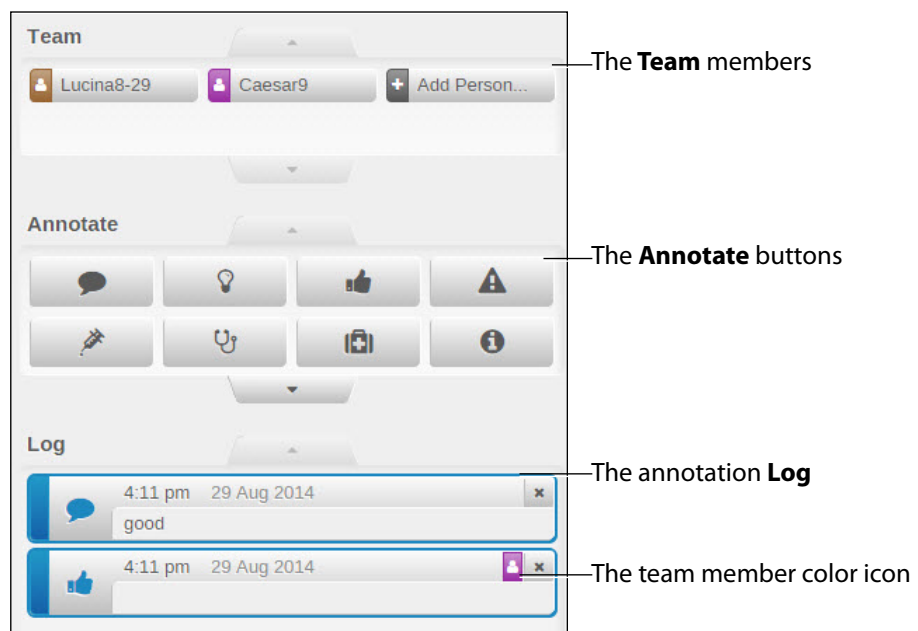 Team
The Team members
Lucina8-29
Caesar9
Add Person...
Annotate
The Annotate buttons
Log
The annotation Log
4:11 pm 29 Aug 2014
good
4:11 pm 29 Aug 2014
The team member color icon